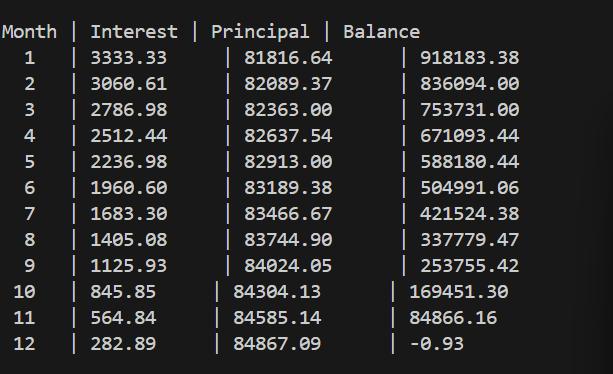 Month | Interest | Principal | Balance
1 | 3333.33 | 81816.64 | 918183.38
2 | 3060.61 | 82089.37 | 836094.00
3 | 2786.98 | 82363.00 | 753731.00
4 | 2512.44 | 82637.54 | 671093.44
5 | 2236.98 | 82913.00 | 588180.44
6 | 1960.60 | 83189.38 | 504991.06
7 | 1683.30 | 83466.67 | 421524.38
8 | 1405.08 | 83744.90 | 337779.47
9 | 1125.93 | 84024.05 | 253755.42
10 | 845.85 | 84304.13 | 169451.30
11 | 564.84 | 84585.14 | 84866.16
12 | 282.89 | 84867.09 | -0.93